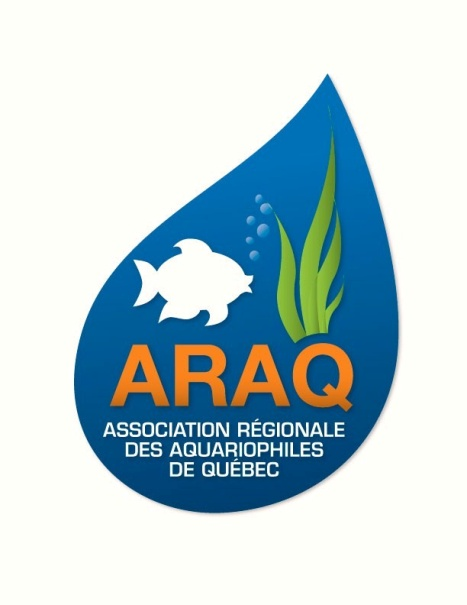 ARAQ
ASSOCIATION RÉGIONALE
DES AQUARIOPHILES
DE QUÉBEC